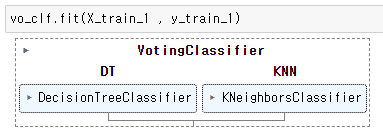 vo_clf.fit(X_train_1 , y_train_1)
▸ VotingClassifier
DT KNN
▸ DecisionTreeClassifier ▸ KNeighborsClassifier